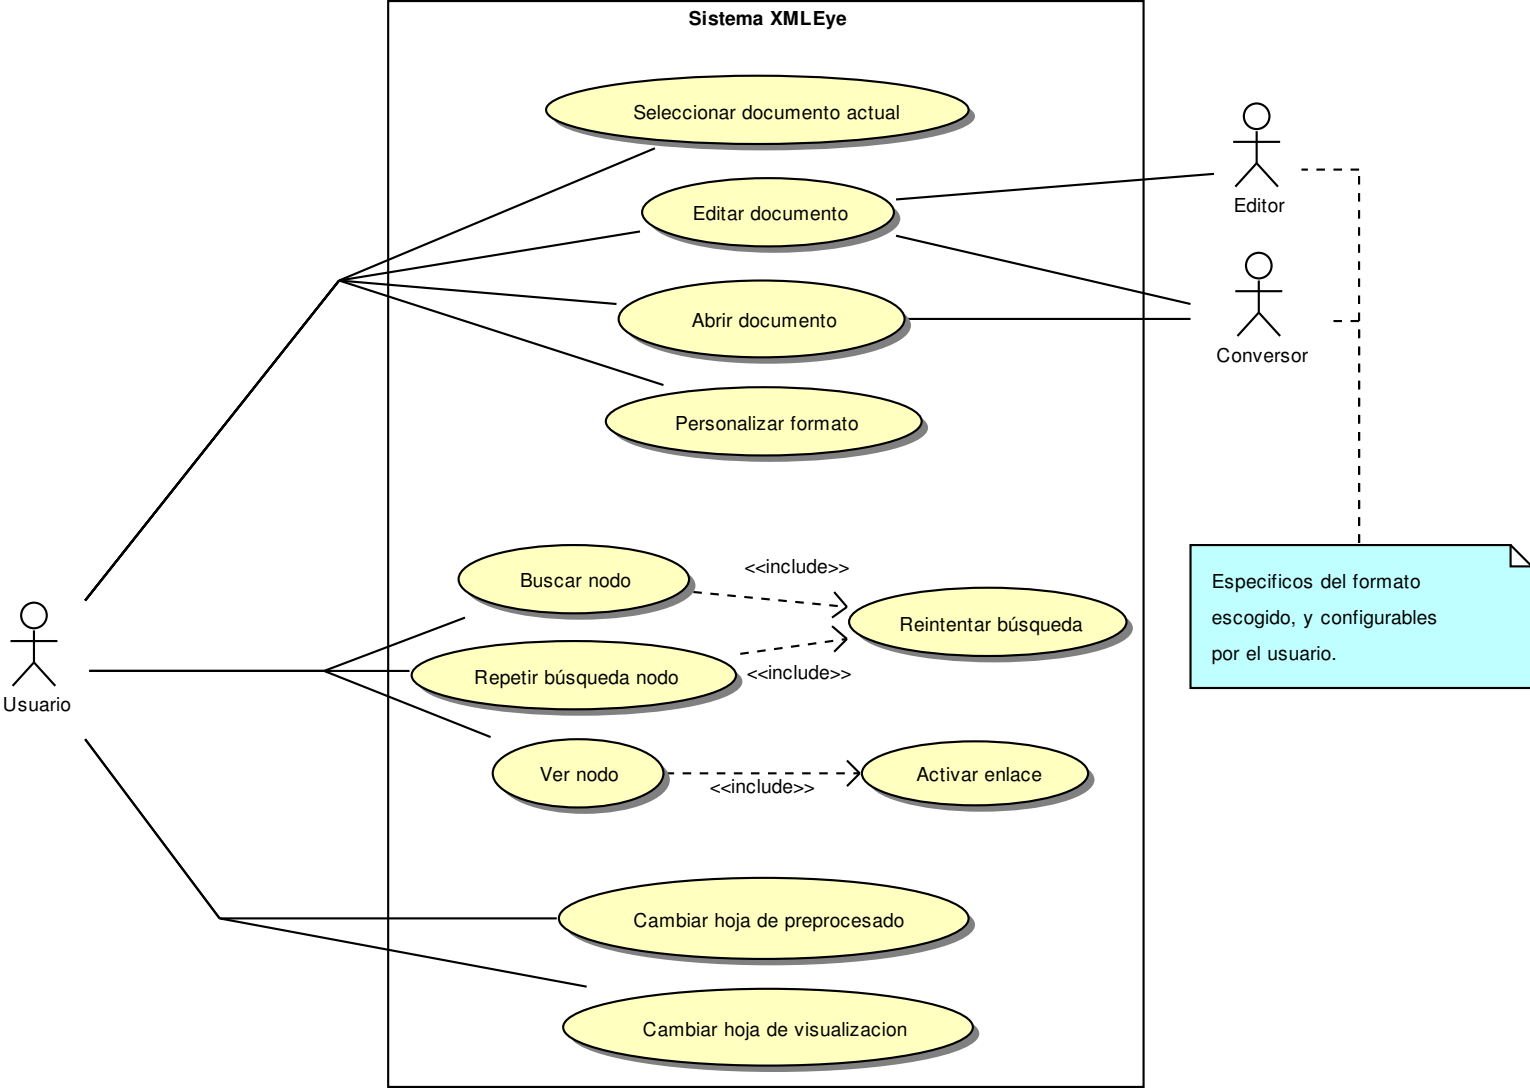 Sistema XMLEye
Seleccionar documento actual
Editar documento
Editor
Abrir documento
Conversor
Personalizar formato
Buscar nodo
<<include>>
Reintentar búsqueda
Repetir búsqueda nodo
<<include>>
Usuario
Ver nodo
<<include>>
Activar enlace
Especificos del formato
escogido, y configurables
por el usuario.
Cambiar hoja de preprocesado
Cambiar hoja de visualizacion